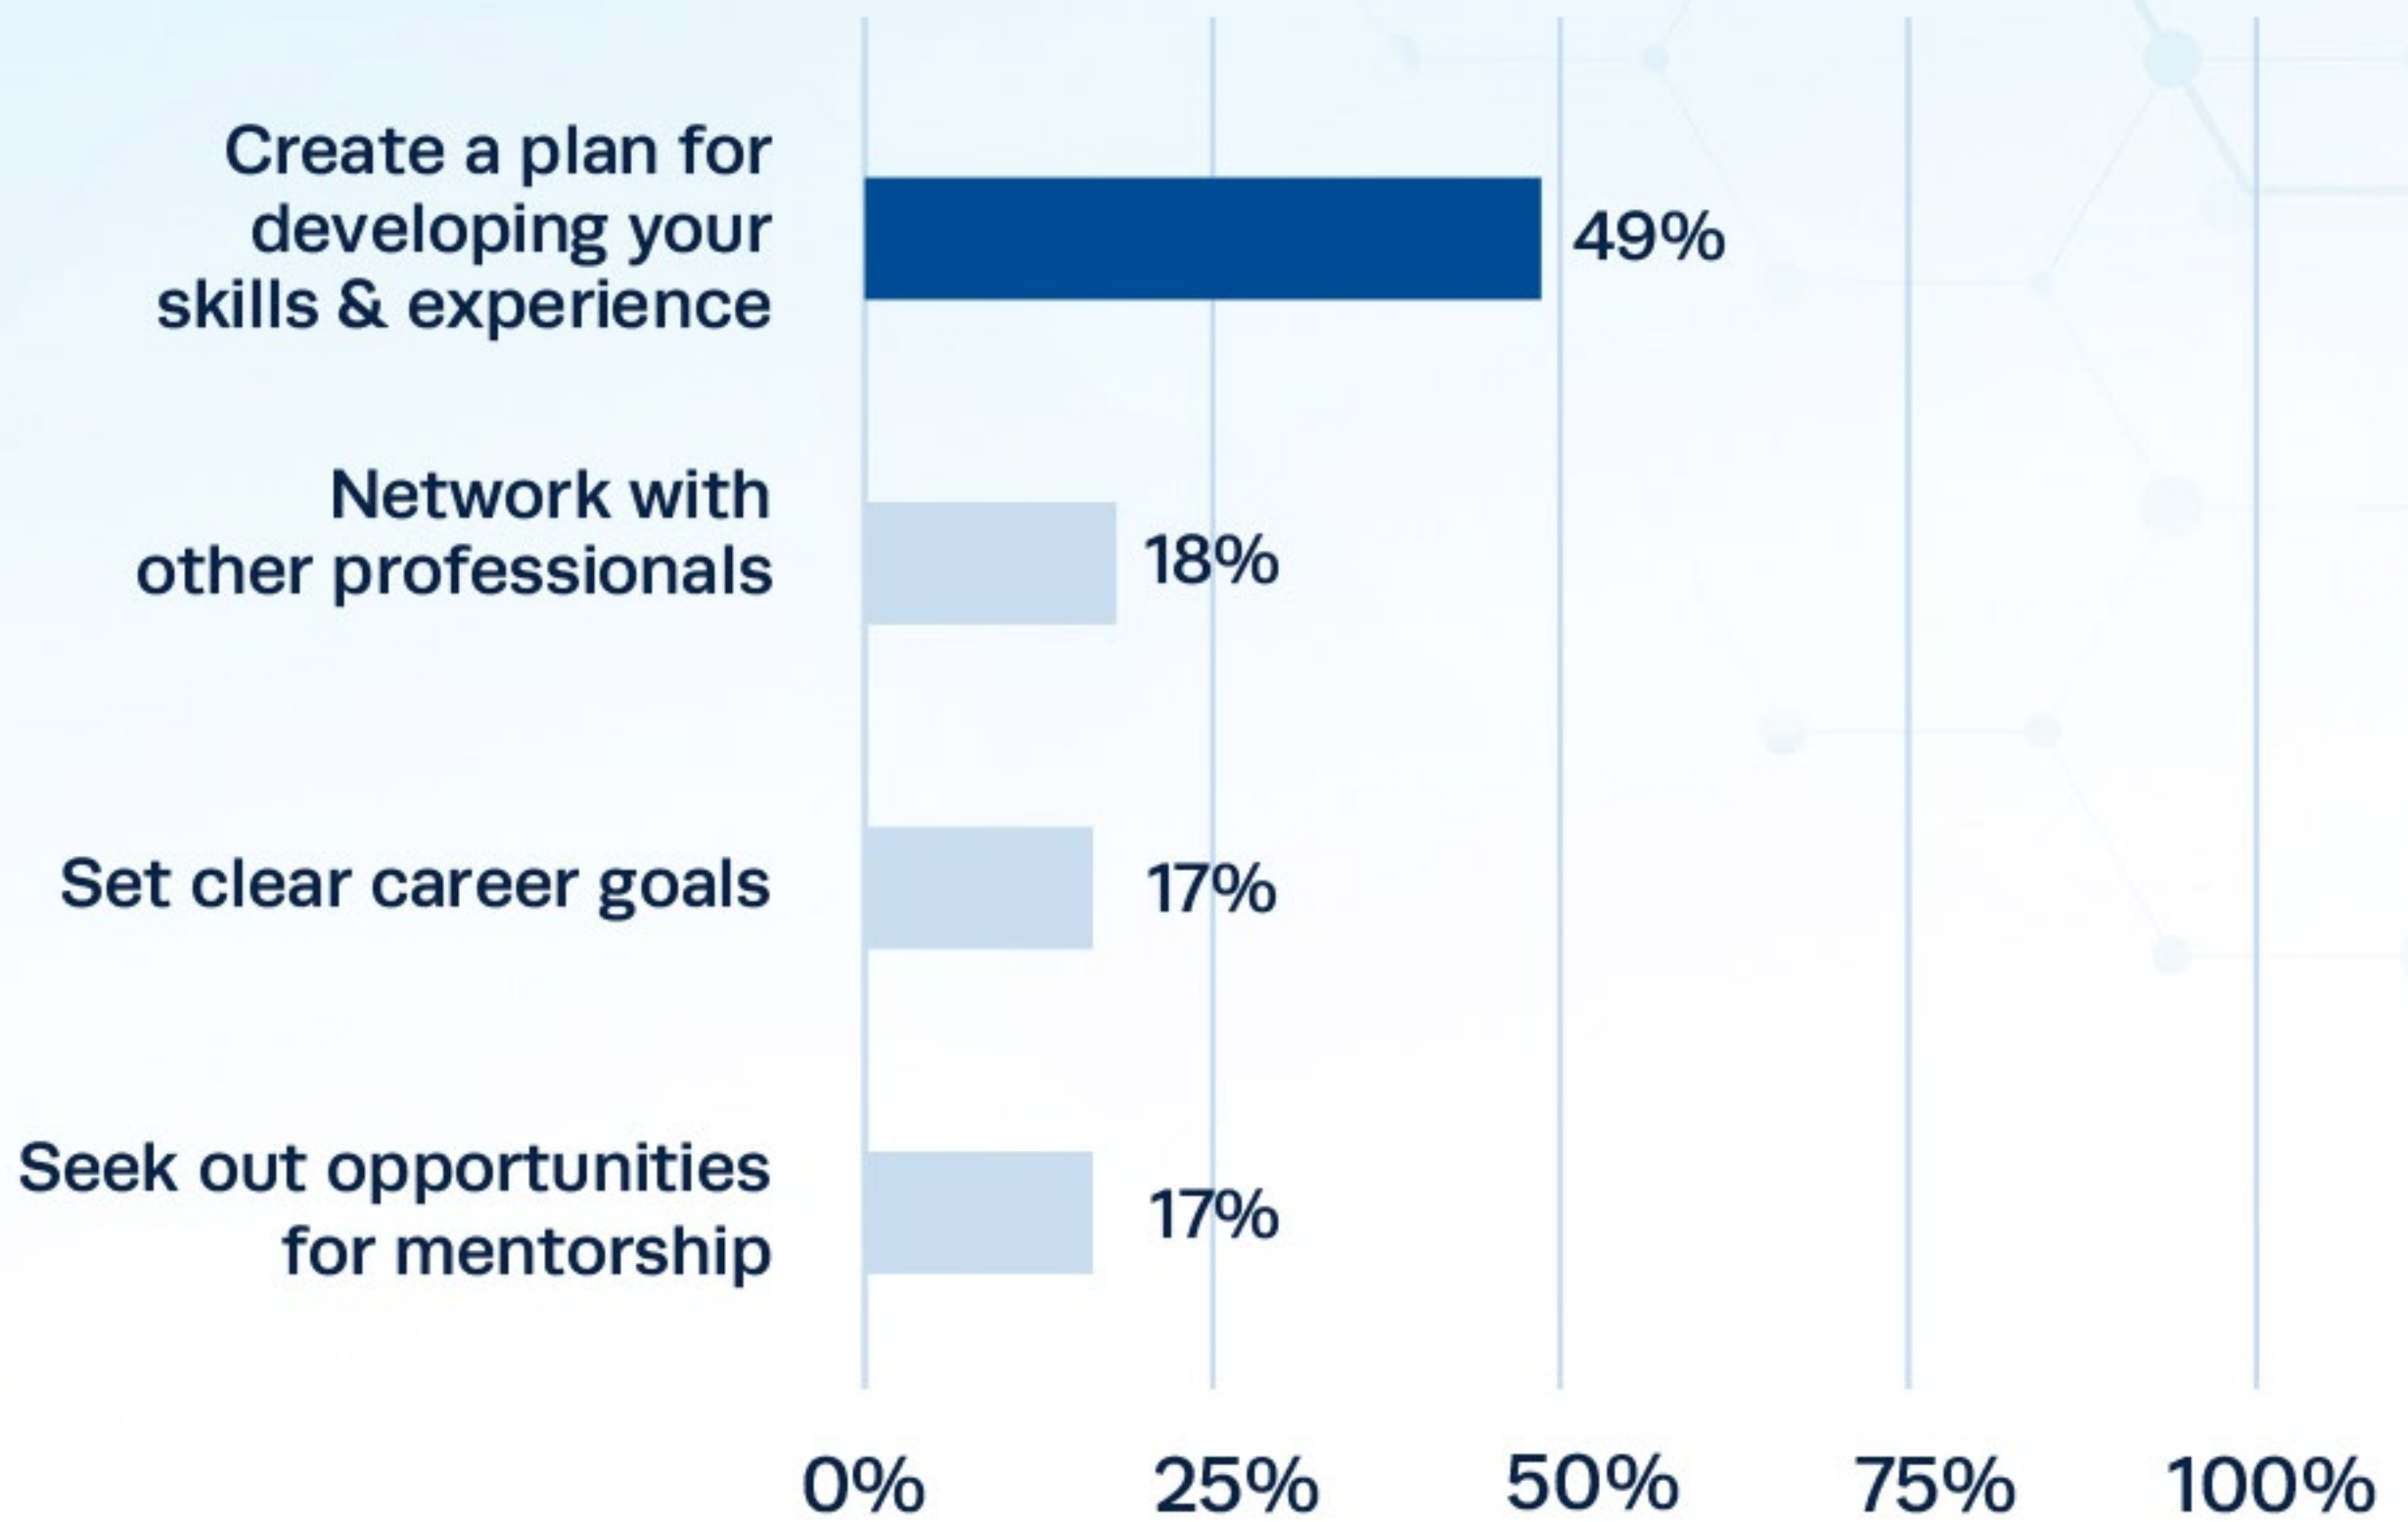 Create a plan for
developing your
skills & experience
49%
Network with
other professionals
18%
Set clear career goals
17%
Seek out opportunities
for mentorship
17%
0% 25% 50% 75% 100%